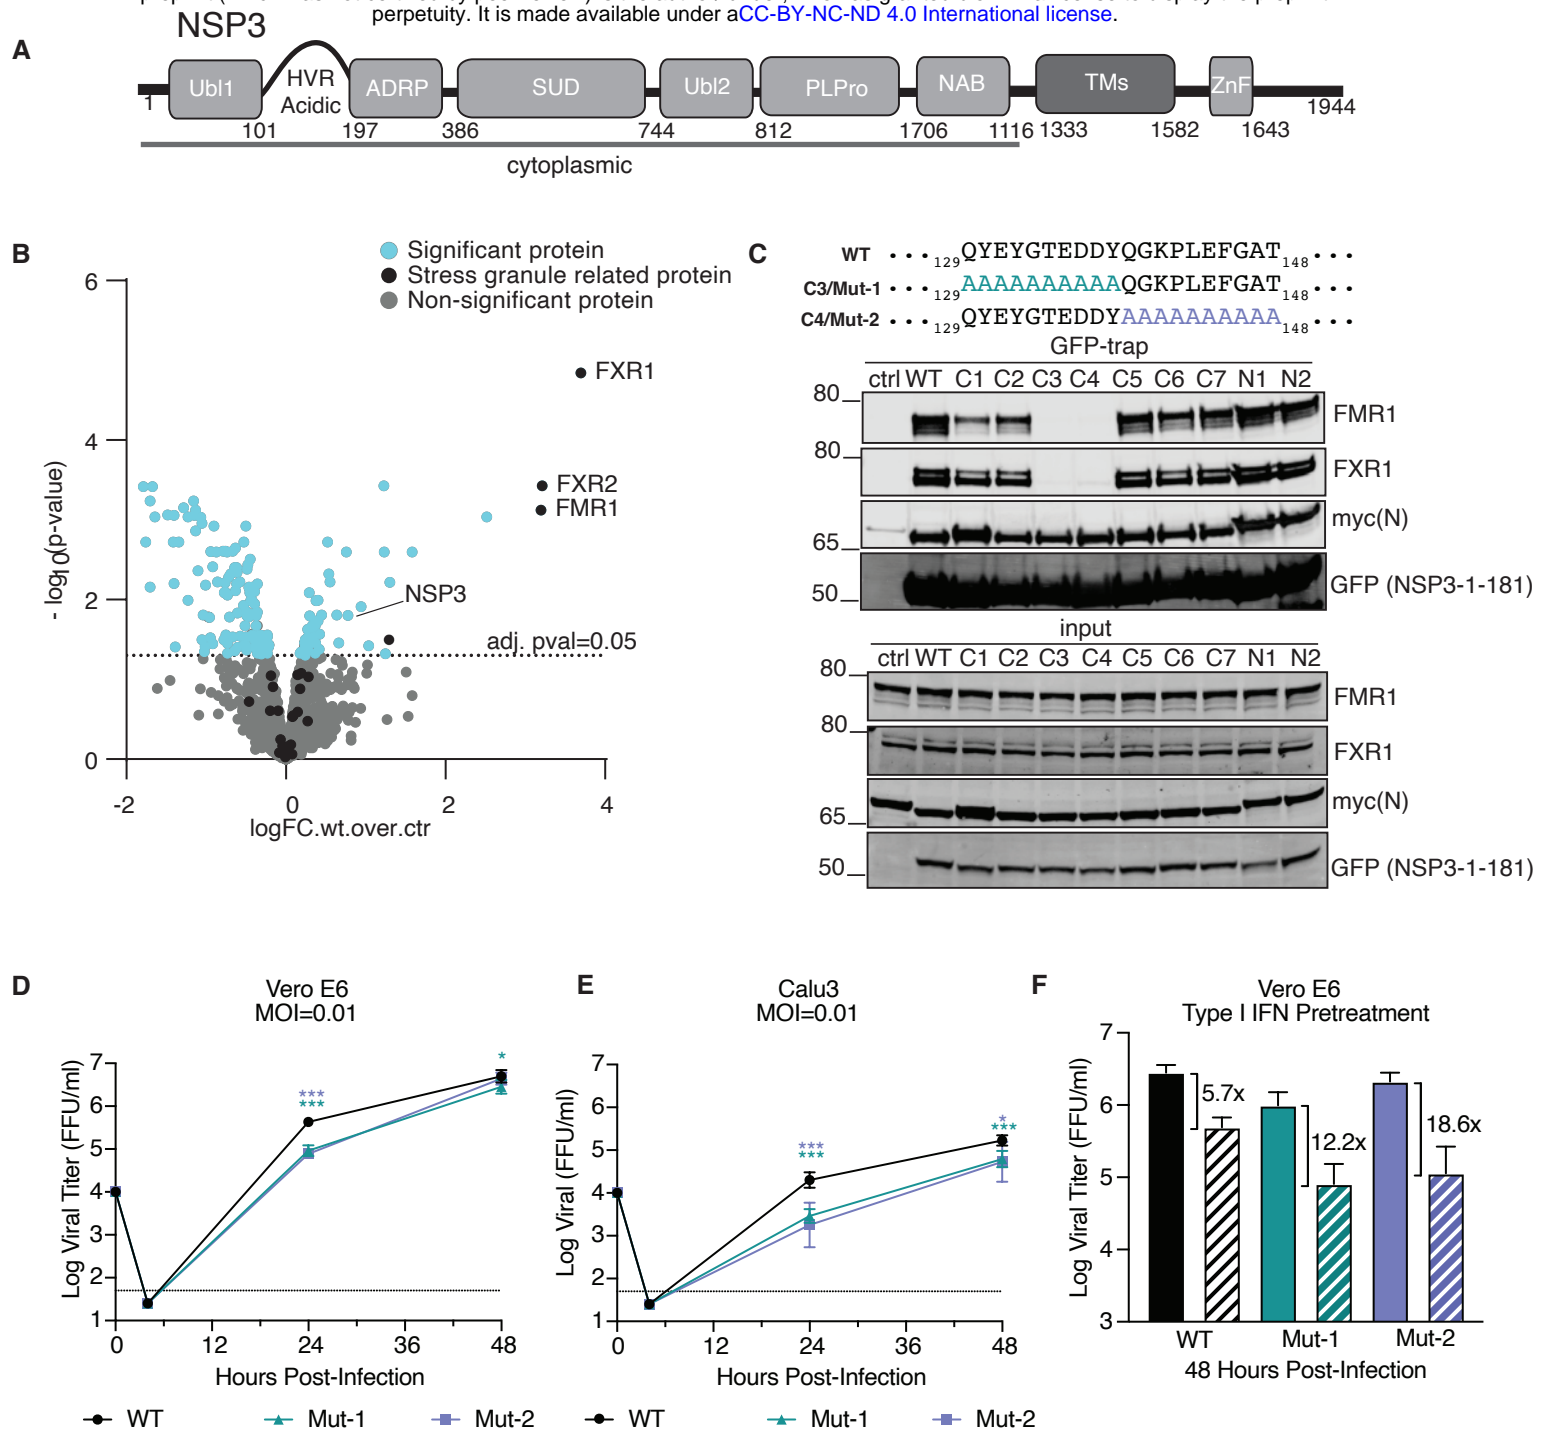 perpetuity. It is made available under aCC-BY-NC-ND 4.0 International license.
NSP3
A
Ubl1
HVR
Acidic
ADRP
SUD
Ubl2
PLPro
NAB
TMs
ZnF
1
101
197
386
744
812
1706
1116
1333
1582
1643
1944
cytoplasmic
B
Significant protein
Stress granule related protein
Non-significant protein
6
4
2
0
- log10(p-value)
FXR1
FXR2
FMR1
NSP3
adj. pval=0.05
-2
0
2
4
logFC.wt.over.ctr
C
WT ... 129QYEYGTEDDYQGKPLEFGAT148...
C3/Mut-1 ... 129AAAAAAAAAAQGKPLEFGAT148...
C4/Mut-2 ... 129QYEYGTEDDYAAAAAAAAAA148...
GFP-trap
ctrl WT C1 C2 C3 C4 C5 C6 C7 N1 N2
80
FMR1
80
FXR1
myc(N)
65
50
GFP (NSP3-1-181)
input
ctrl WT C1 C2 C3 C4 C5 C6 C7 N1 N2
80
FMR1
80
FXR1
myc(N)
65
50
GFP (NSP3-1-181)
D
Vero E6
MOI=0.01
Log Viral Titer (FFU/ml)
7
6
5
4
3
2
1
***
***
*
0 12 24 36 48
Hours Post-Infection
WT Mut-1 Mut-2
E
Calu3
MOI=0.01
Log Viral (FFU/ml)
7
6
5
4
3
2
1
***
***
*
***
0 12 24 36 48
Hours Post-Infection
WT Mut-1 Mut-2
F
Vero E6
Type I IFN Pretreatment
Log Viral Titer (FFU/ml)
7
6
5
4
3
5.7x
12.2x
18.6x
WT Mut-1 Mut-2
48 Hours Post-Infection